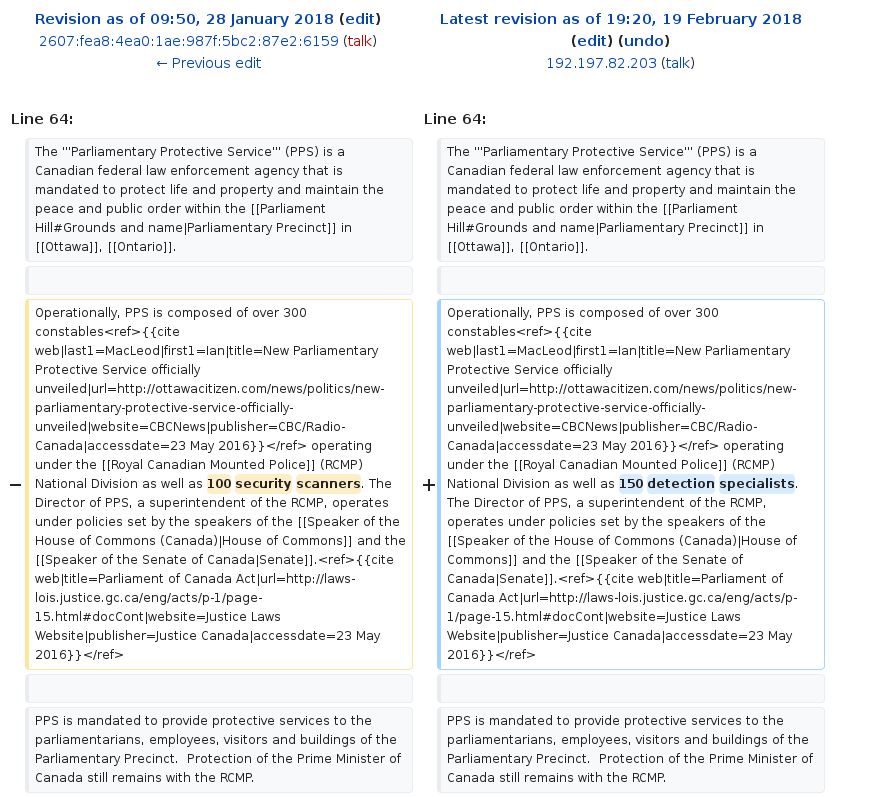 Revision as of 09:50, 28 January 2018 (edit)
2607:fea8:4ea0:1ae:987f:5bc2:87e2:6159 (talk)
← Previous edit
Latest revision as of 19:20, 19 February 2018
(edit) (undo)
192.197.82.203 (talk)
Line 64:
Line 64:
The '''Parliamentary Protective Service''' (PPS) is a
Canadian federal law enforcement agency that is
mandated to protect life and property and maintain the
peace and public order within the [[Parliament
Hill#Grounds and name|Parliamentary Precinct]] in
[[Ottawa]], [[Ontario]].
The '''Parliamentary Protective Service''' (PPS) is a
Canadian federal law enforcement agency that is
mandated to protect life and property and maintain the
peace and public order within the [[Parliament
Hill#Grounds and name|Parliamentary Precinct]] in
[[Ottawa]], [[Ontario]].
−
Operationally, PPS is composed of over 300
constables<ref>{{cite
web|last1=MacLeod|first1=Ian|title=New Parliamentary
Protective Service officially
unveiled|url=http://ottawacitizen.com/news/politics/new-
parliamentary-protective-service-officially-
unveiled|website=CBCNews|publisher=CBC/Radio-
Canada|accessdate=23 May 2016}}</ref> operating
under the [[Royal Canadian Mounted Police]] (RCMP)
National Division as well as 100 security scanners. The
Director of PPS, a superintendent of the RCMP, operates
under policies set by the speakers of the [[Speaker of the
House of Commons (Canada)|House of Commons]] and the
[[Speaker of the Senate of Canada|Senate]].<ref>{{cite
web|title=Parliament of Canada Act|url=http://laws-
lois.justice.gc.ca/eng/acts/p-1/page-
15.html#docCont|website=Justice Laws
Website|publisher=Justice Canada|accessdate=23 May
2016}}</ref>
+
Operationally, PPS is composed of over 300
constables<ref>{{cite
web|last1=MacLeod|first1=Ian|title=New Parliamentary
Protective Service officially
unveiled|url=http://ottawacitizen.com/news/politics/new-
parliamentary-protective-service-officially-
unveiled|website=CBCNews|publisher=CBC/Radio-
Canada|accessdate=23 May 2016}}</ref> operating
under the [[Royal Canadian Mounted Police]] (RCMP)
National Division as well as 150 detection specialists.
The Director of PPS, a superintendent of the RCMP,
operates under policies set by the speakers of the
[[Speaker of the House of Commons (Canada)|House of
Commons]] and the [[Speaker of the Senate of
Canada|Senate]].<ref>{{cite web|title=Parliament of
Canada Act|url=http://laws-lois.justice.gc.ca/eng/acts/p-
1/page-15.html#docCont|website=Justice Laws
Website|publisher=Justice Canada|accessdate=23 May
2016}}</ref>
PPS is mandated to provide protective services to the
parliamentarians, employees, visitors and buildings of the
Parliamentary Precinct.  Protection of the Prime Minister of
Canada still remains with the RCMP.
PPS is mandated to provide protective services to the
parliamentarians, employees, visitors and buildings of the
Parliamentary Precinct.  Protection of the Prime Minister of
Canada still remains with the RCMP.